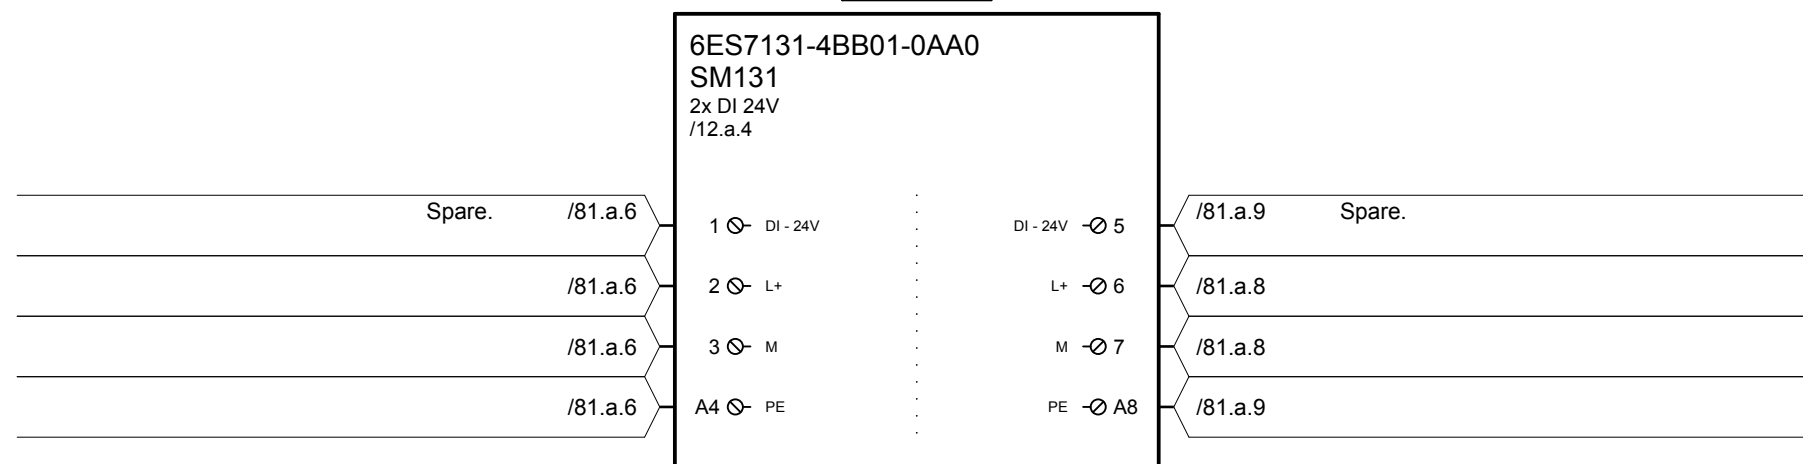 6ES7131-4BB01-0AA0
SM131
2x DI 24V
/12.a.4
Spare. /81.a.6 1 DI - 24V DI - 24V 5 /81.a.9 Spare.
/81.a.6 2 L+ L+ 6 /81.a.8
/81.a.6 3 M M 7 /81.a.8
/81.a.6 A4 PE PE A8 /81.a.9